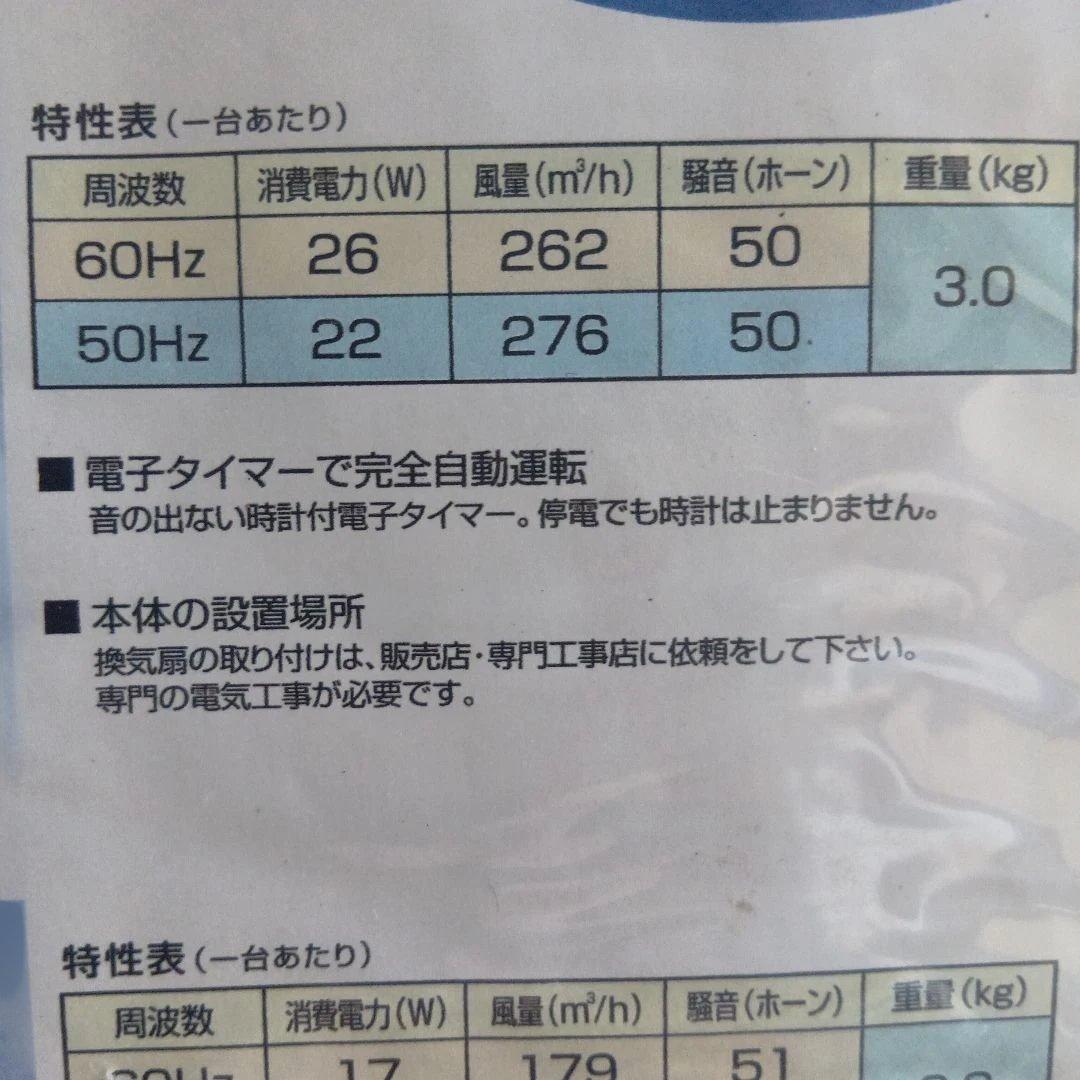 特性表(一台あたり)
周波数 消費電力(W) 風量(m³/h) 騒音(ホーン) 重量(kg)
60Hz 26 262 50 3.0
50Hz 22 276 50
■ 電子タイマーで完全自動運転
音の出ない時計付電子タイマー。停電でも時計は止まりません。
■ 本体の設置場所
換気扇の取り付けは、販売店・専門工事店に依頼をして下さい。
専門の電気工事が必要です。
特性表(一台あたり)
周波数 消費電力(W) 風量(m³/h) 騒音(ホーン) 重量(kg)
60Hz 17 179 51